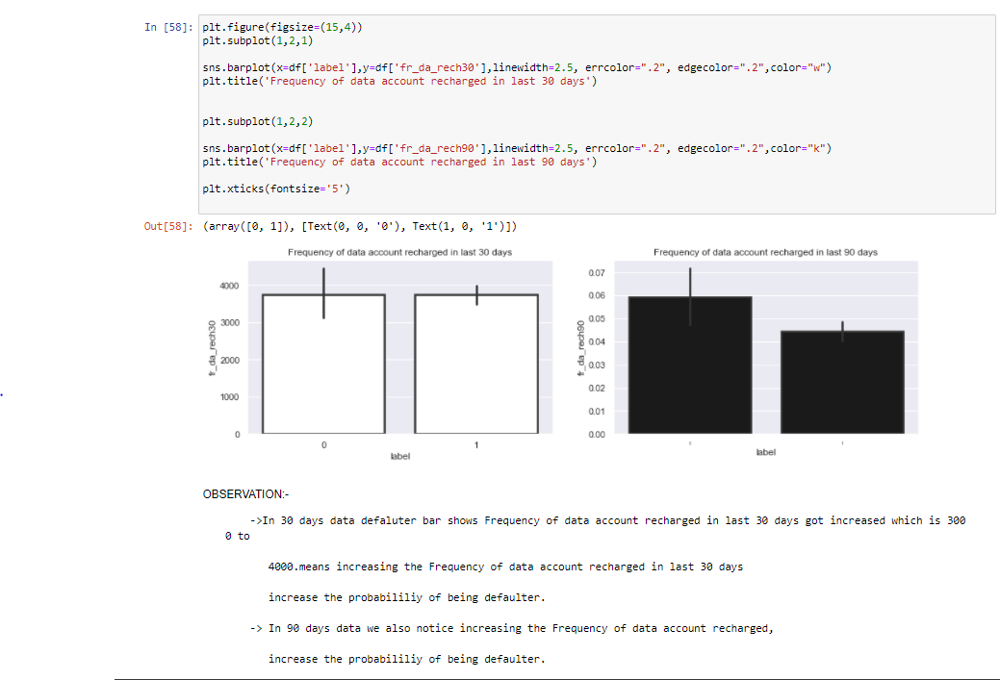 In [58]: plt.figure(figsize=(15,4))
plt.subplot(1,2,1)
sns.barplot(x=df['label'],y=df['fr_da_rech30'],linewidth=2.5, errcolor=".2", edgecolor=".2",color="w")
plt.title('Frequency of data account recharged in last 30 days')
plt.subplot(1,2,2)
sns.barplot(x=df['label'],y=df['fr_da_rech90'],linewidth=2.5, errcolor=".2", edgecolor=".2",color="k")
plt.title('Frequency of data account recharged in last 90 days')
plt.xticks(fontsize='5')
Out[58]: (array([0, 1]), [Text(0, 0, '0'), Text(1, 0, '1')])
Frequency of data account recharged in last 30 days
4000
3000
2000
1000
0
fr_da_rech30
0
1
label
Frequency of data account recharged in last 90 days
0.07
0.06
0.05
0.04
0.03
0.02
0.01
0.00
fr_da_rech90
label
OBSERVATION:-
->In 30 days data defaluter bar shows Frequency of data account recharged in last 30 days got increased which is 300
0 to
4000.means increasing the Frequency of data account recharged in last 30 days
increase the probabililiy of being defaulter.
-> In 90 days data we also notice increasing the Frequency of data account recharged,
increase the probabililiy of being defaulter.